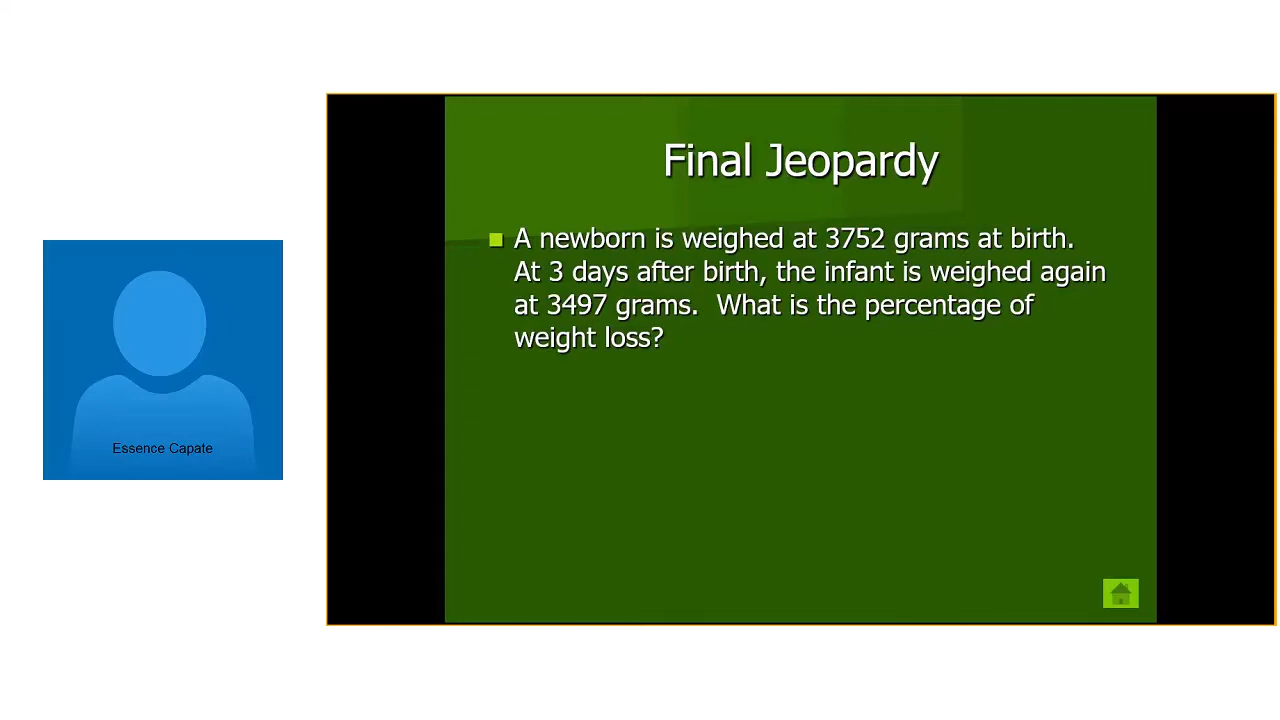 Final Jeopardy
A newborn is weighed at 3752 grams at birth.
At 3 days after birth, the infant is weighed again
at 3497 grams. What is the percentage of
weight loss?
Essence Capate